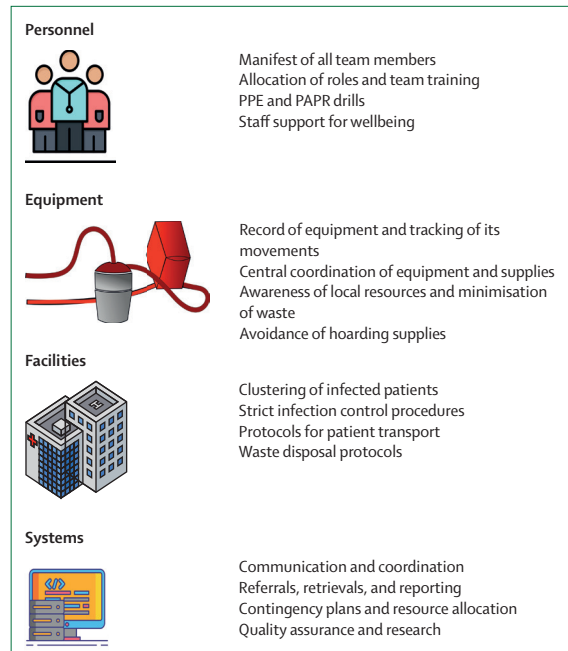 Personnel
Manifest of all team members
Allocation of roles and team training
PPE and PAPR drills
Staff support for wellbeing
Equipment
Record of equipment and tracking of its
movements
Central coordination of equipment and supplies
Awareness of local resources and minimisation
of waste
Avoidance of hoarding supplies
Facilities
Clustering of infected patients
Strict infection control procedures
Protocols for patient transport
Waste disposal protocols
H
Systems
Communication and coordination
Referrals, retrievals, and reporting
Contingency plans and resource allocation
Quality assurance and research